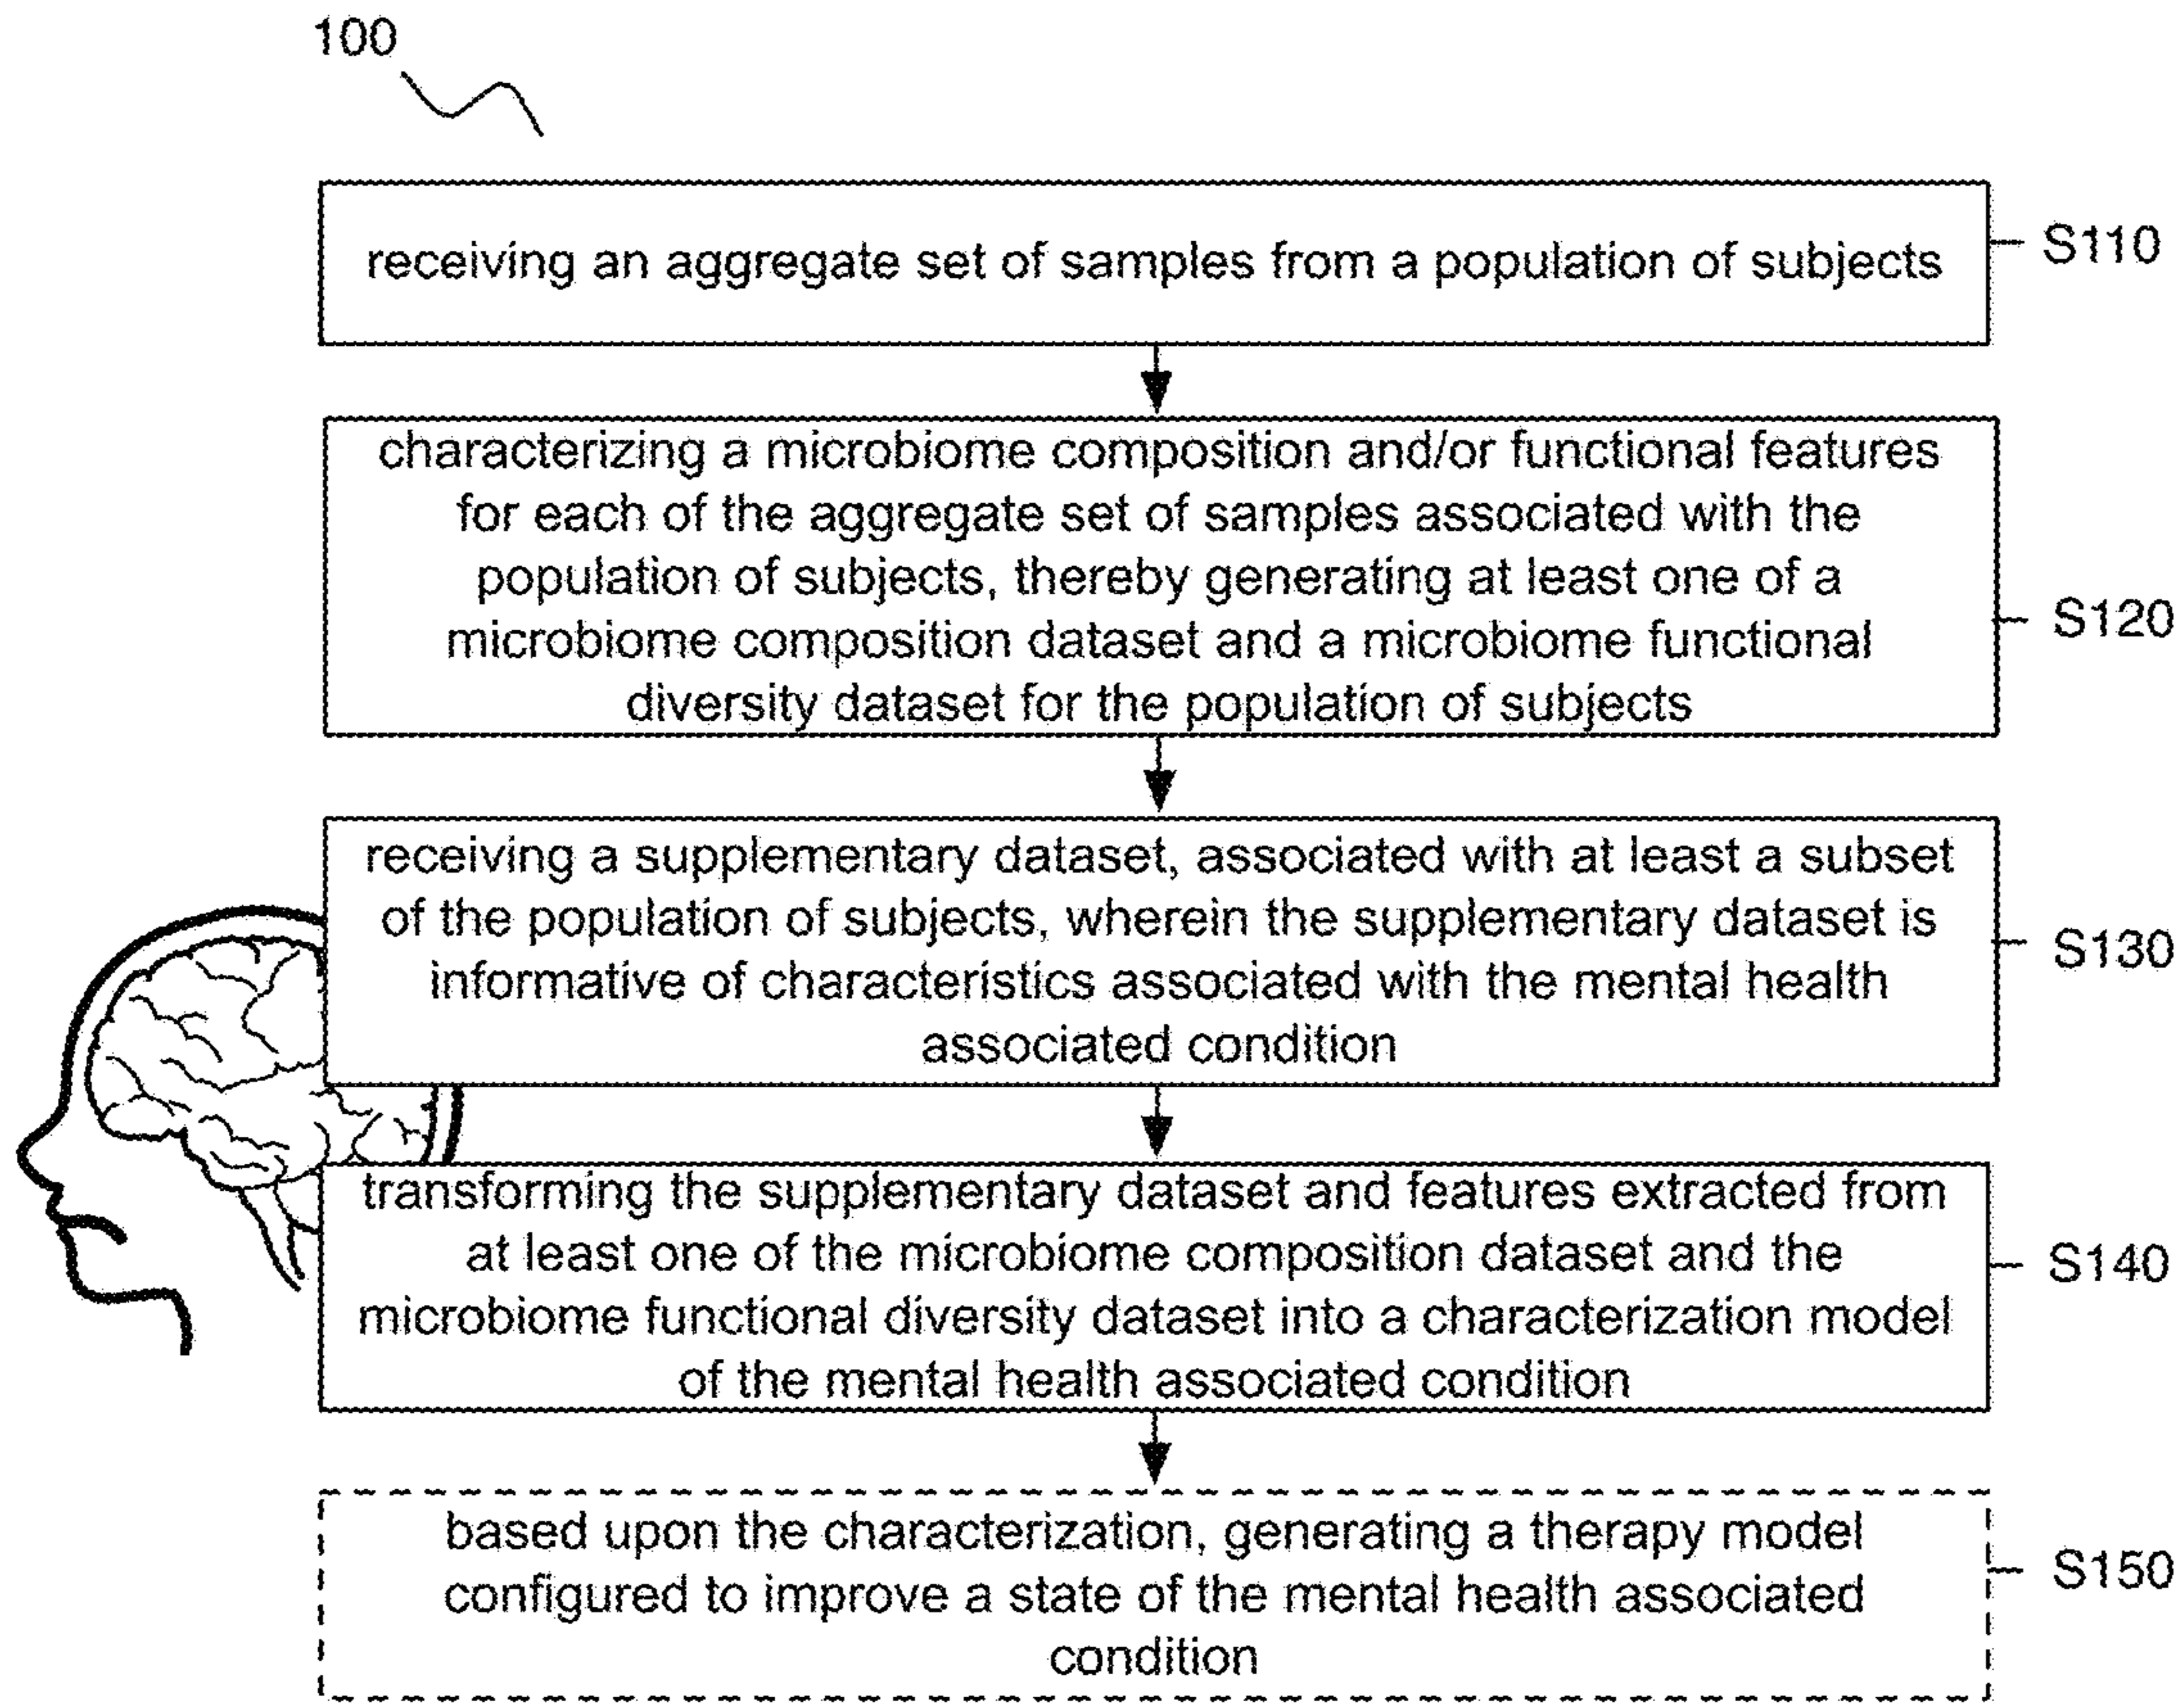 100
receiving an aggregate set of samples from a population of subjects
S110
characterizing a microbiome composition and/or functional features
for each of the aggregate set of samples associated with the
population of subjects, thereby generating at least one of a
microbiome composition dataset and a microbiome functional
diversity dataset for the population of subjects
S120
receiving a supplementary dataset, associated with at least a subset
of the population of subjects, wherein the supplementary dataset is
informative of characteristics associated with the mental health
associated condition
S130
transforming the supplementary dataset and features extracted from
at least one of the microbiome composition dataset and the
microbiome functional diversity dataset into a characterization model
of the mental health associated condition
S140
based upon the characterization, generating a therapy model
configured to improve a state of the mental health associated
condition
S150